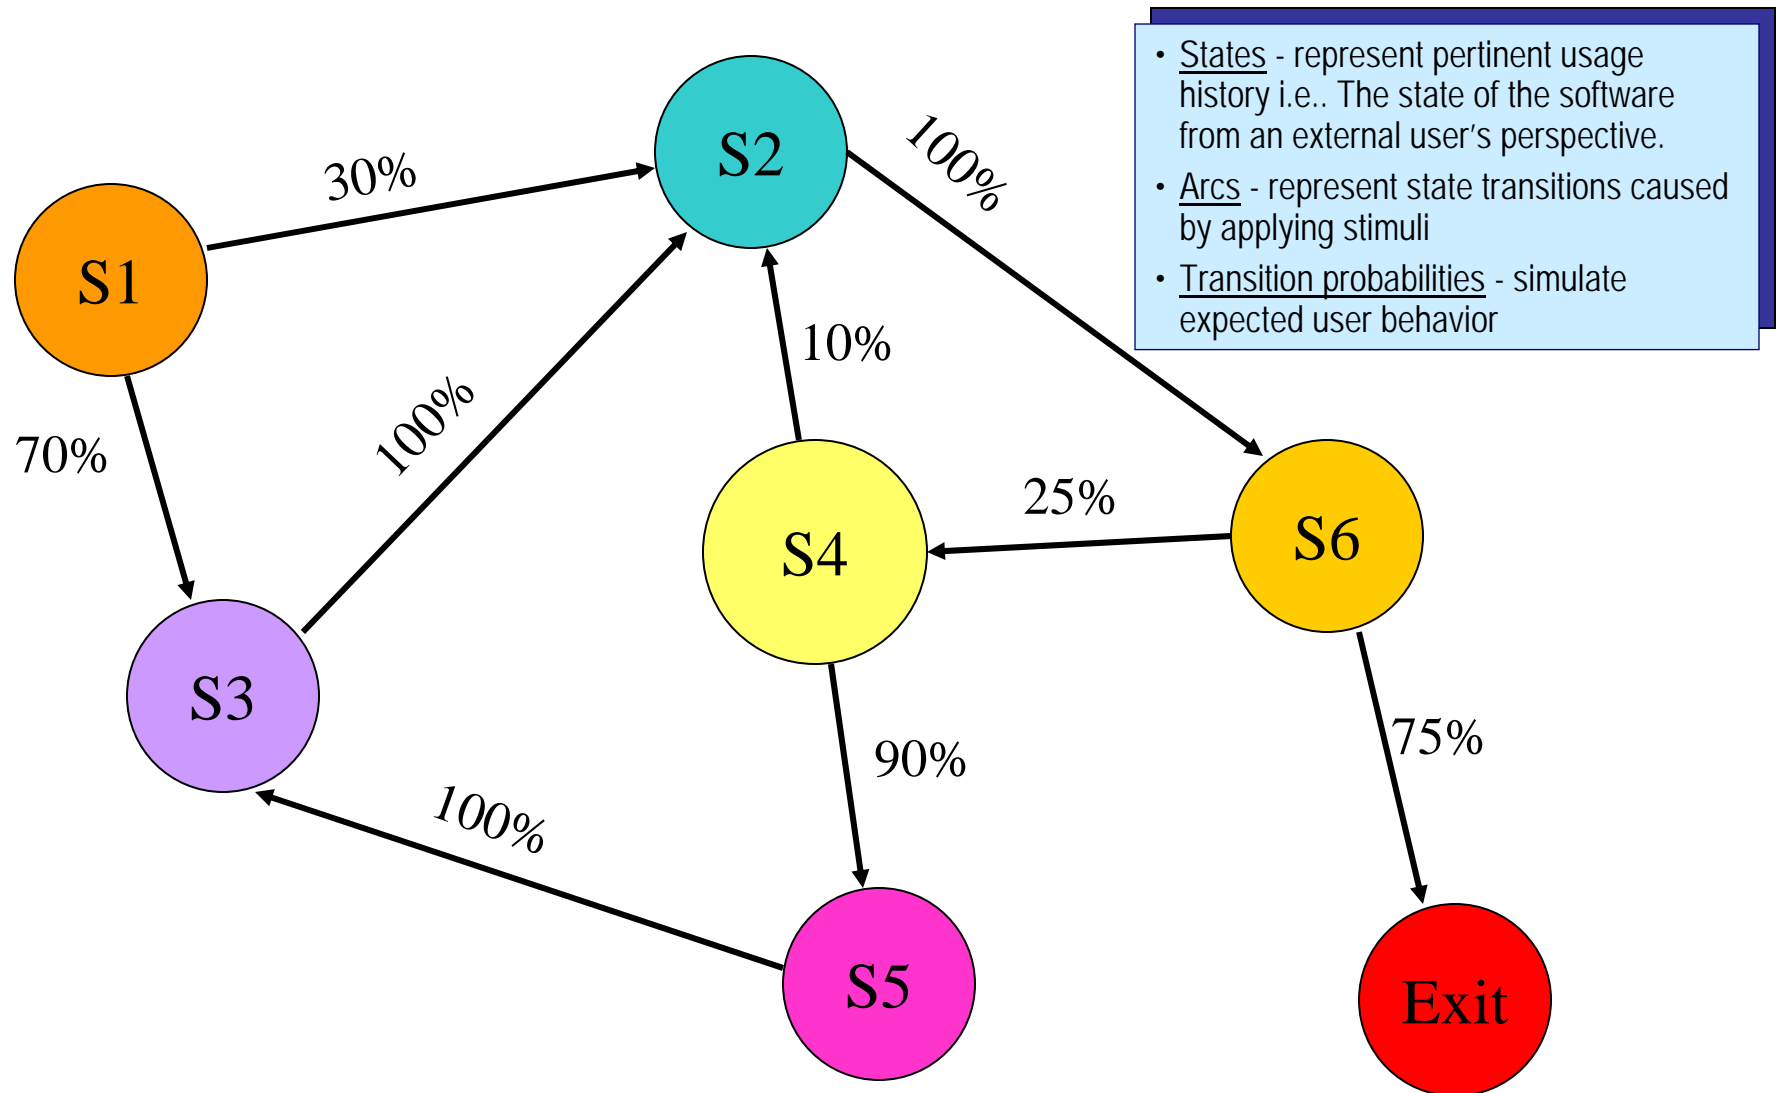 • States - represent pertinent usage
history i.e.. The state of the software
from an external user’s perspective.
• Arcs - represent state transitions caused
by applying stimuli
• Transition probabilities - simulate
expected user behavior
S2
100%
30%
S1
10%
100%
70%
25%
S6
S4
S3
75%
90%
100%
S5
Exit